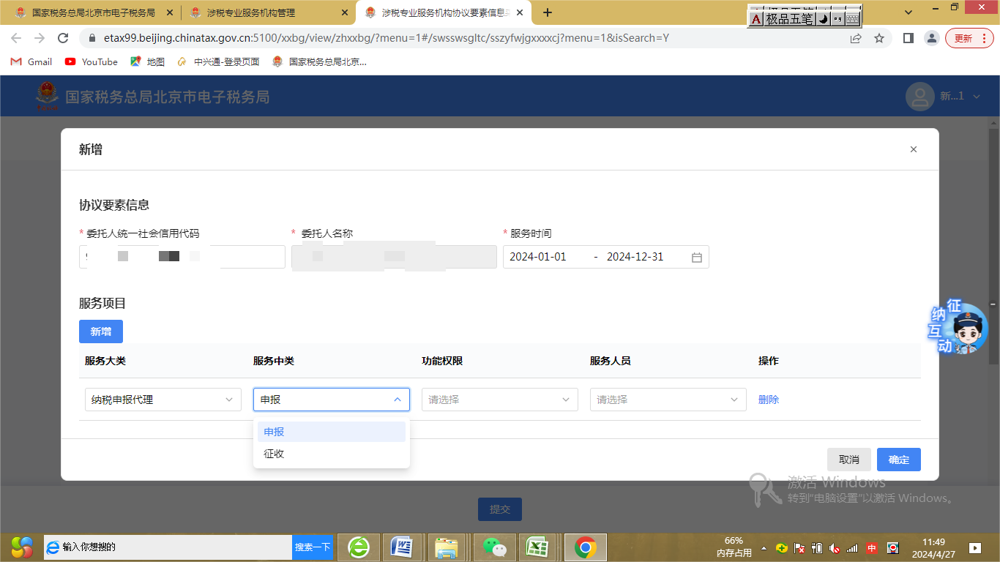 国家税务总局北京市电子税务局
涉税专业服务机构管理
涉税专业服务机构协议要素信息采
A 极品五笔
etax99.beijing.chinatax.gov.cn:5100/xxbg/view/zhxxbg/?menu=1#/swsswsgltc/sszyfwjgxxxxcj?menu=1&isSearch=Y
更新
Gmail
YouTube
地图
中兴通-登录页面
国家税务总局北京...
国家税务总局北京市电子税务局
新...1
新增
协议要素信息
* 委托人统一社会信用代码
* 委托人名称
* 服务时间
2024-01-01 - 2024-12-31
服务项目
新增
服务大类 服务中类 功能权限 服务人员 操作
纳税申报代理 申报 请选择 请选择 删除
申报
征收
征纳互动
取消 确定
激活 Windows
转到"电脑设置"以激活 Windows。
提交
输入你想搜的 搜索一下
66%
内存占用
中
11:49
2024/4/27